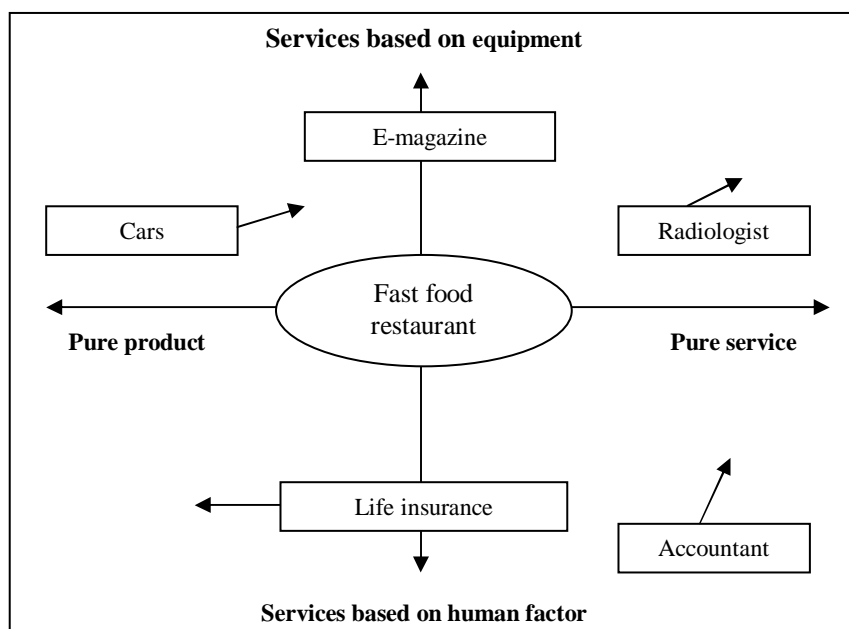 Services based on equipment
E-magazine
Cars
Radiologist
Fast food
restaurant
Pure product
Pure service
Life insurance
Accountant
Services based on human factor